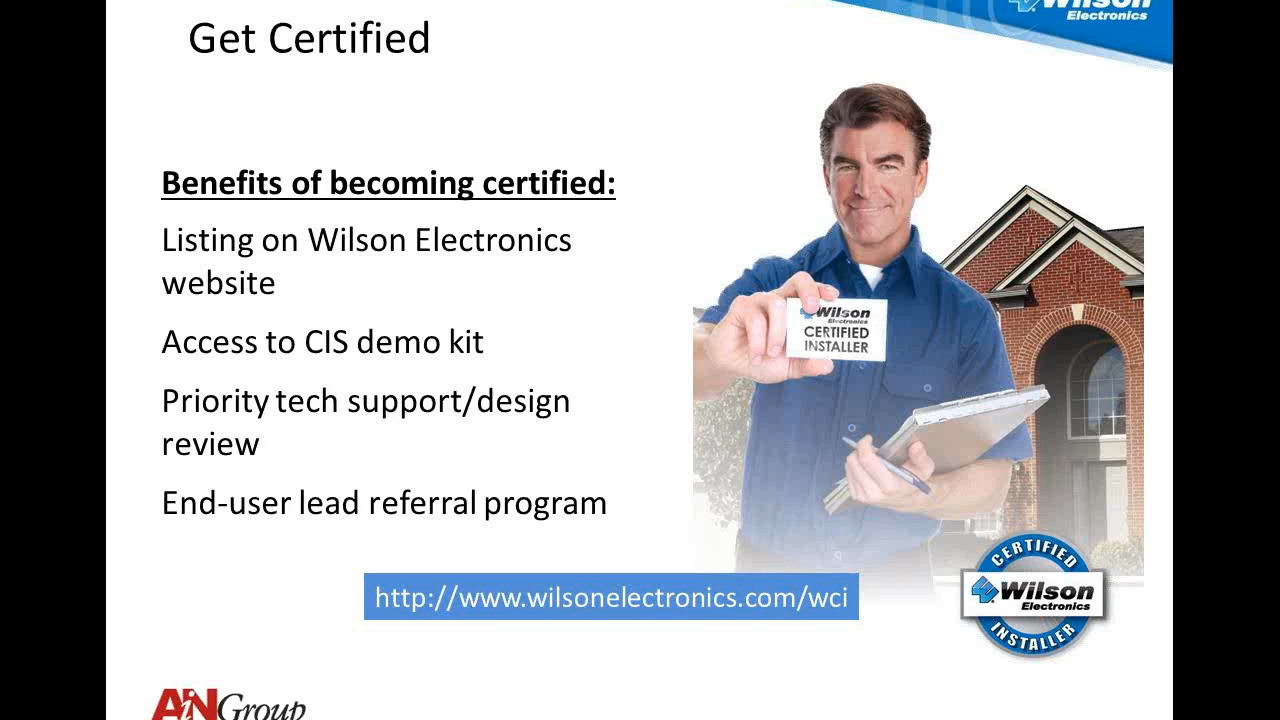 Get Certified
Wilson
Electronics
Benefits of becoming certified:
Listing on Wilson Electronics
website
Access to CIS demo kit
Priority tech support/design
review
End-user lead referral program
Wilson
Electronics
CERTIFIED
INSTALLER
http://www.wilsonelectronics.com/wci
CERTIFIED
Wilson
Electronics
INSTALLER
AiN Group